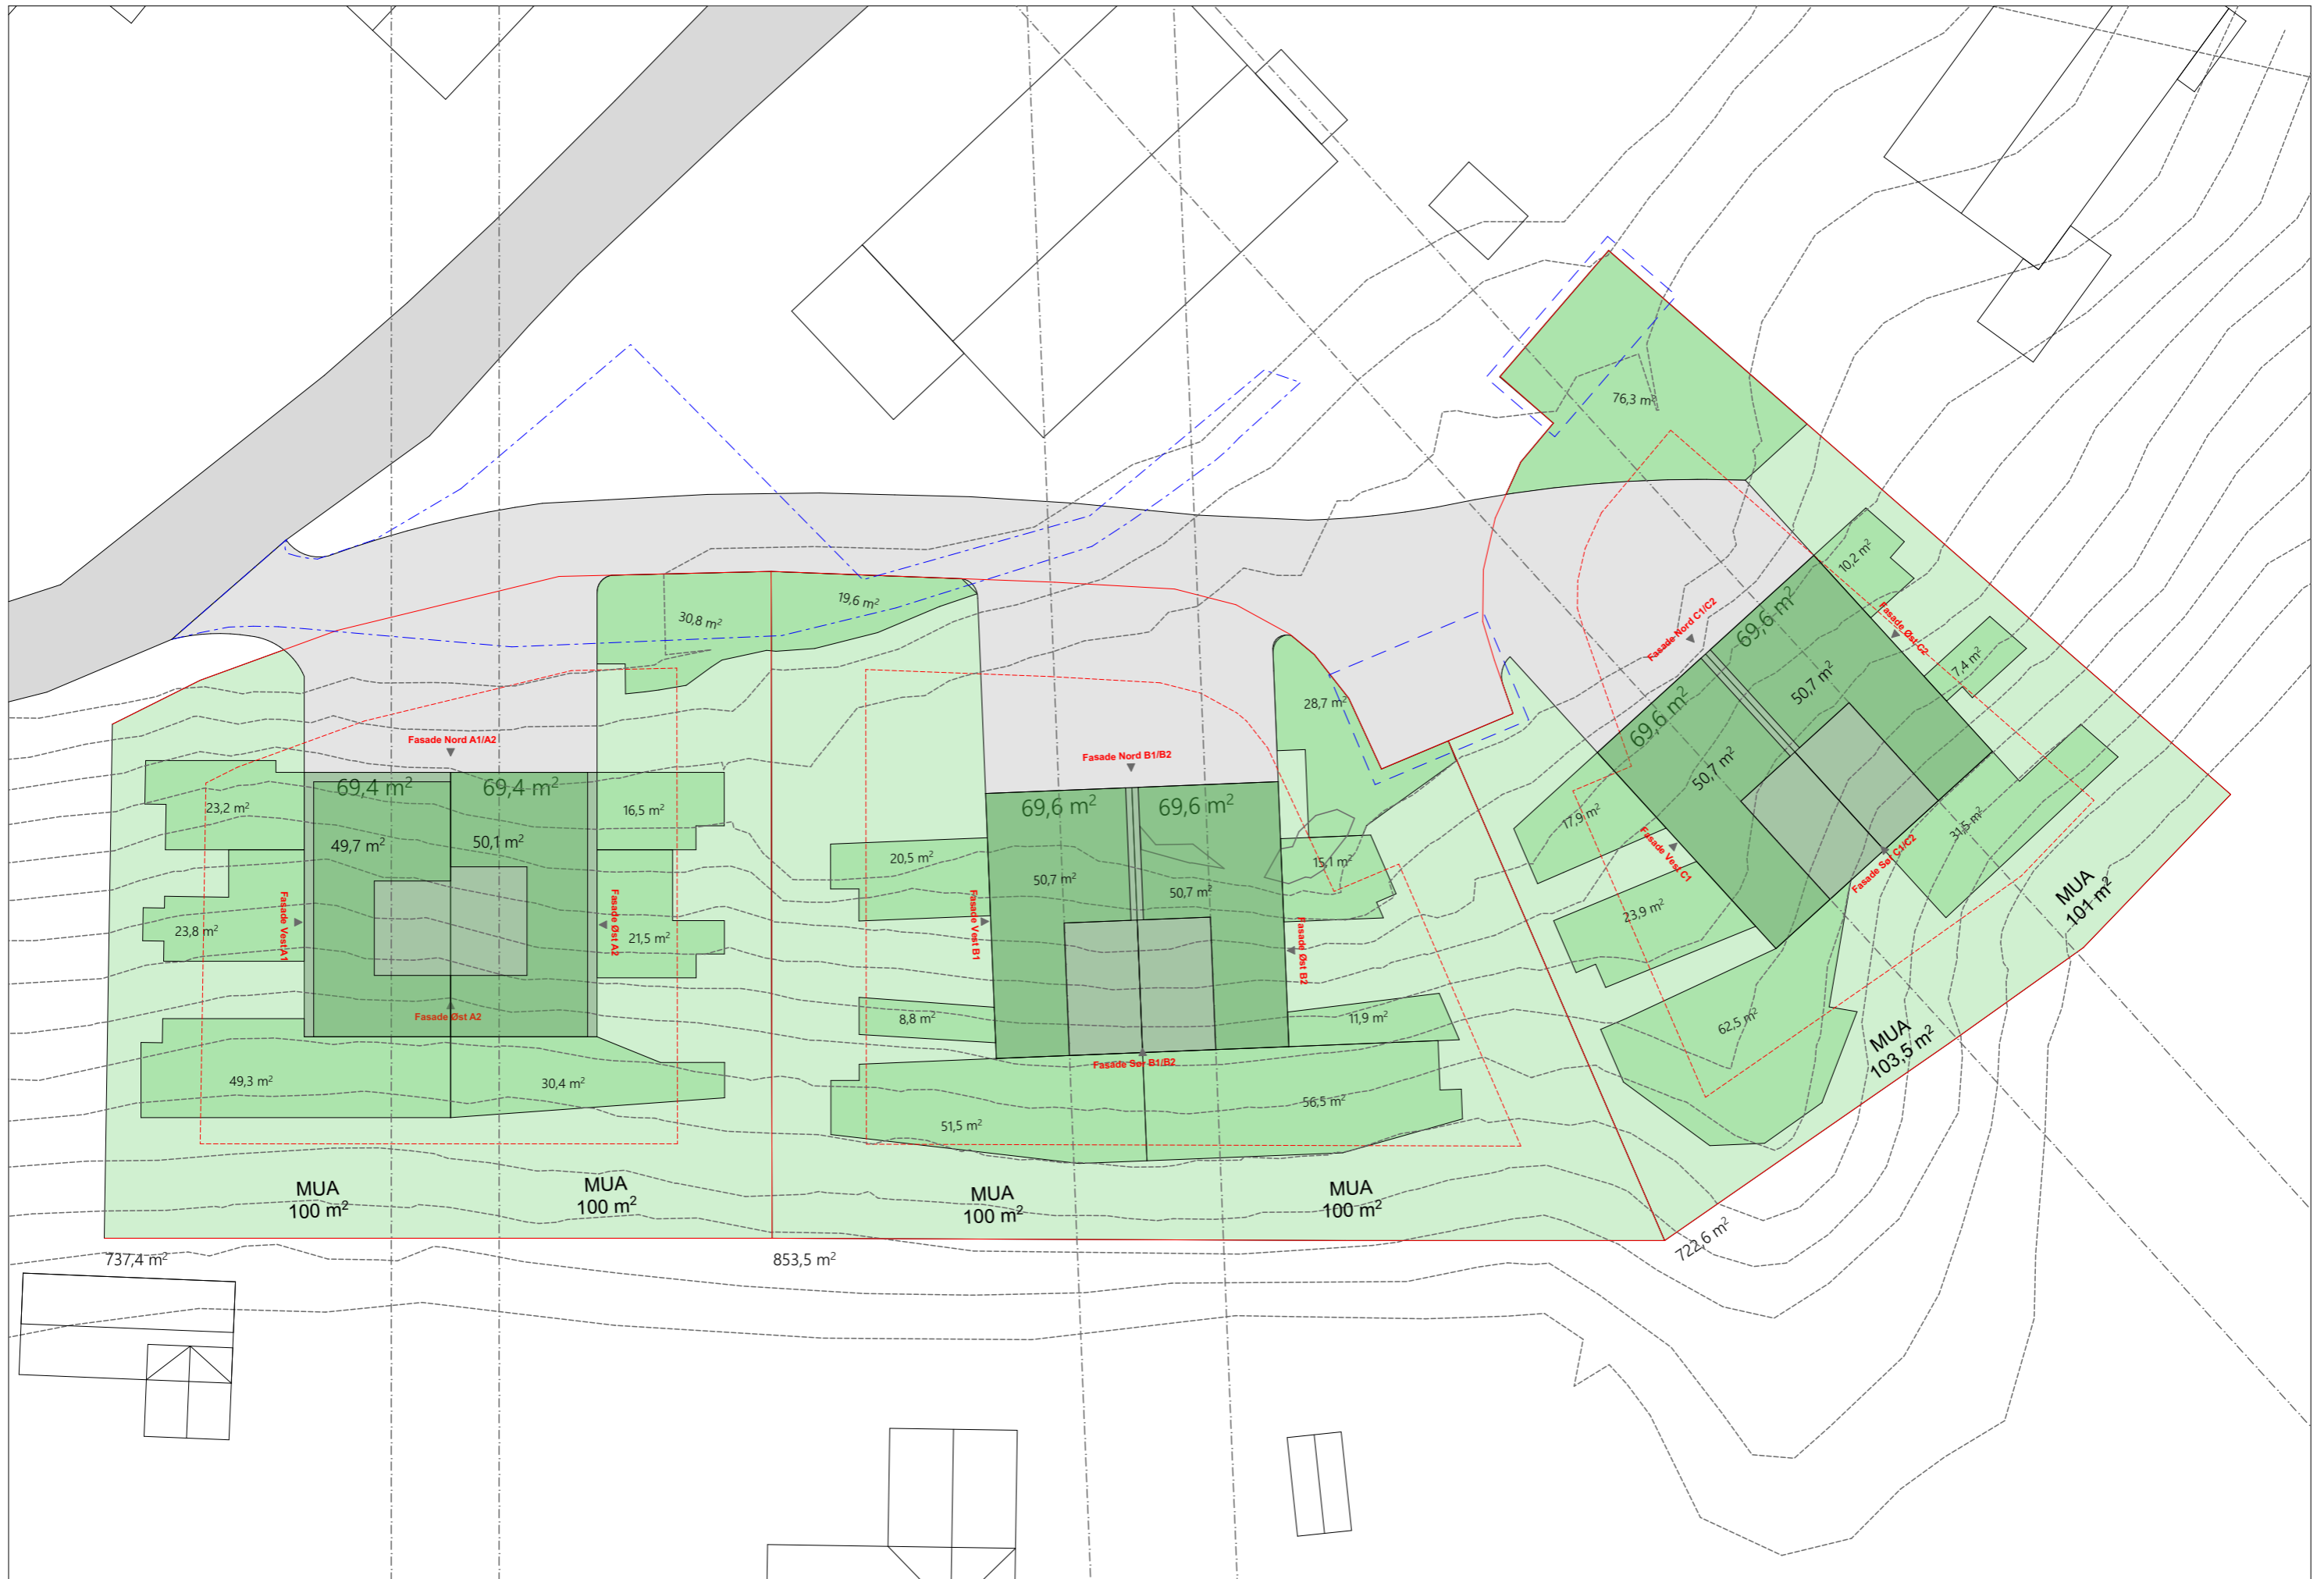 76,3 m²
10,2 m²
19,6 m²
30,8 m²
69,6 m²
Fasade Nord C1/C2
Fasade Øst C2
7,4 m²
50,7 m²
28,7 m²
69,6 m²
Fasade Nord A1/A2
Fasade Nord B1/B2
50,7 m²
69,4 m²
69,4 m²
23,2 m²
16,5 m²
69,6 m²
69,6 m²
17,9 m²
31,5 m²
49,7 m²
50,1 m²
20,5 m²
15,1 m²
Fasade Vest C1
Fasade Sør C1/C2
50,7 m²
50,7 m²
MUA
101 m²
23,9 m²
Fasade Vest A1
Fasade Øst A2
Fasade Vest B1
Fasade Øst B2
23,8 m²
21,5 m²
Fasade Øst A2
8,8 m²
11,9 m²
62,5 m²
MUA
103,5 m²
Fasade Sør B1/B2
49,3 m²
30,4 m²
51,5 m²
56,5 m²
MUA
100 m²
MUA
100 m²
MUA
100 m²
MUA
100 m²
737,4 m²
853,5 m²
722,6 m²